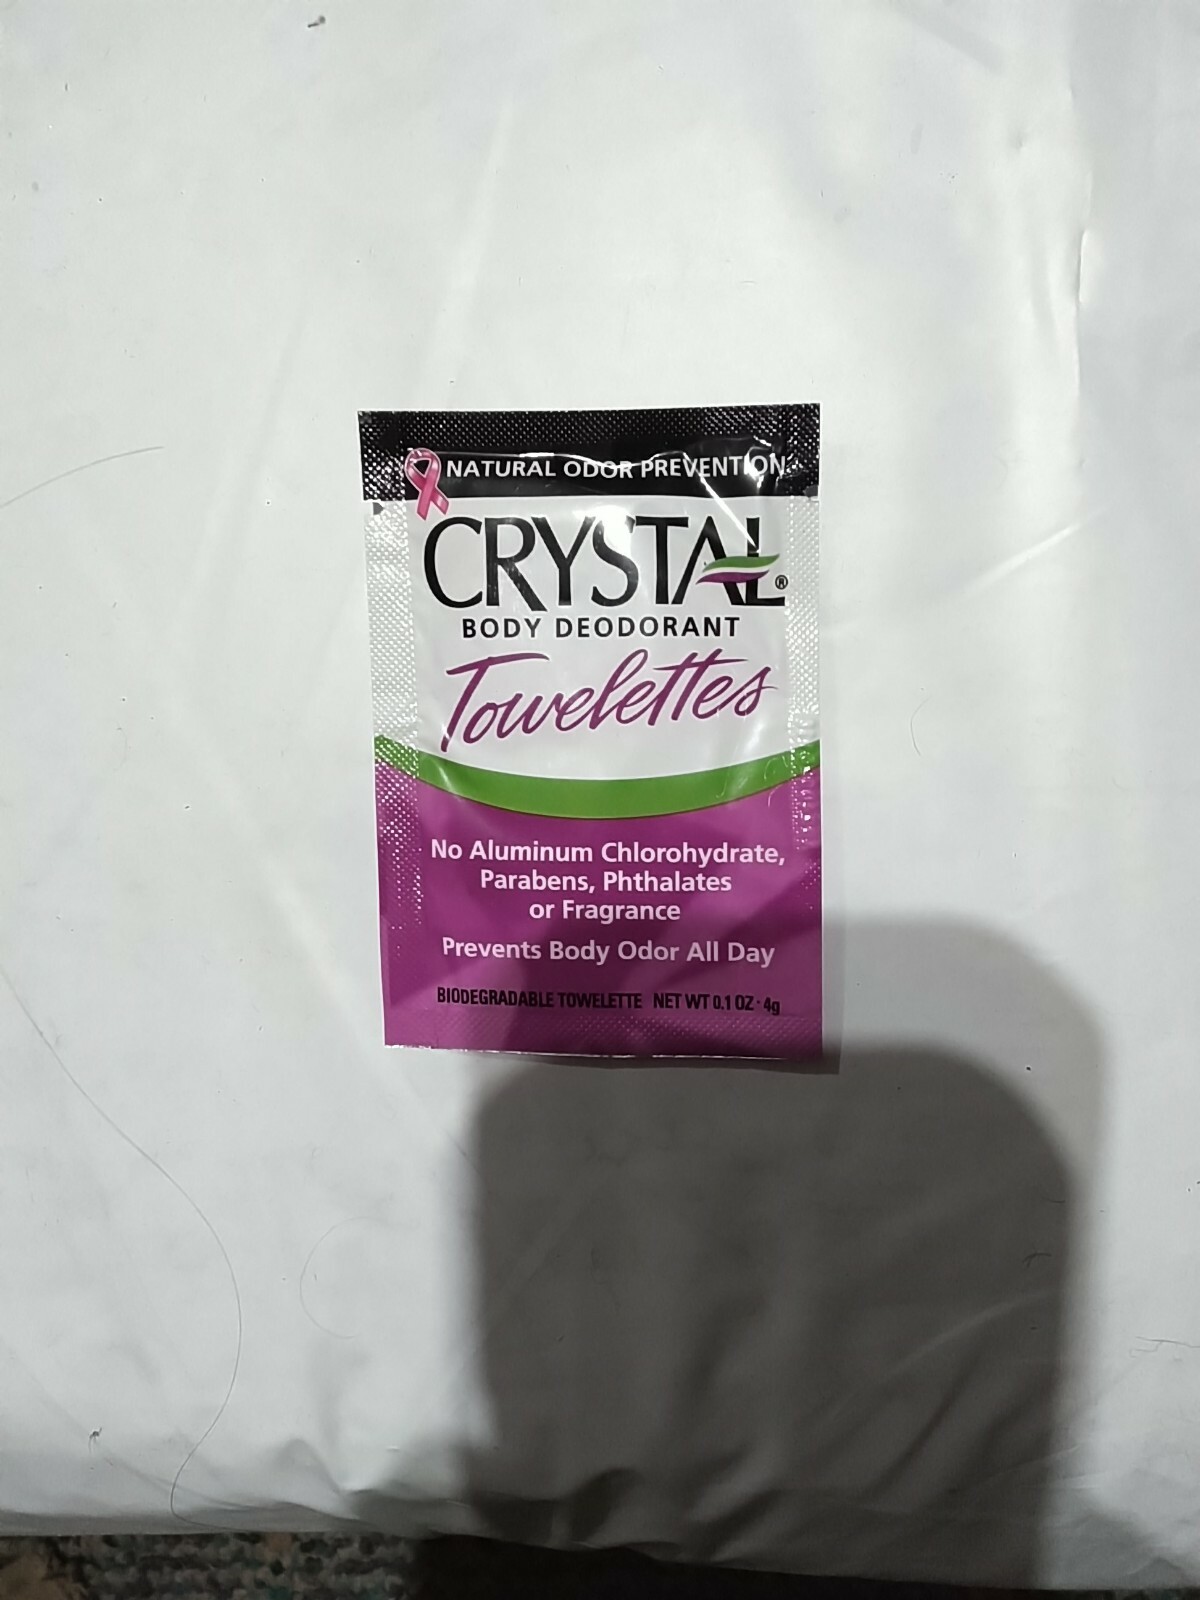 NATURAL ODOR PREVENTION
CRYSTAL®
BODY DEODORANT
Towelettes
No Aluminum Chlorohydrate,
Parabens, Phthalates
or Fragrance
Prevents Body Odor All Day
BIODEGRADABLE TOWELETTE NET WT 0.1 OZ · 4g